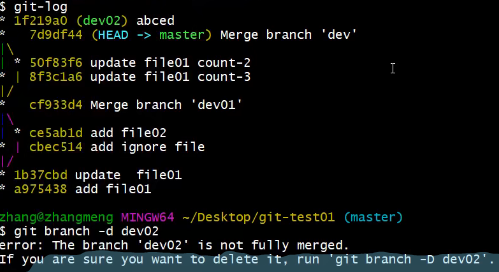 $ git-log
* 1f219a0 (dev02) abced
*   7d9df44 (HEAD -> master) Merge branch 'dev'
|\
| * 50f83f6 update file01 count-2
* | 8f3c1a6 update file01 count-3
|/
*   cf933d4 Merge branch 'dev01'
|\
| * ce5ab1d add file02
* | cbec514 add ignore file
|/
* 1b37cbd update  file01
* a975438 add file01
zhang@zhangmeng MINGW64 ~/Desktop/git-test01 (master)
$ git branch -d dev02
error: The branch 'dev02' is not fully merged.
If you are sure you want to delete it, run 'git branch -D dev02'.